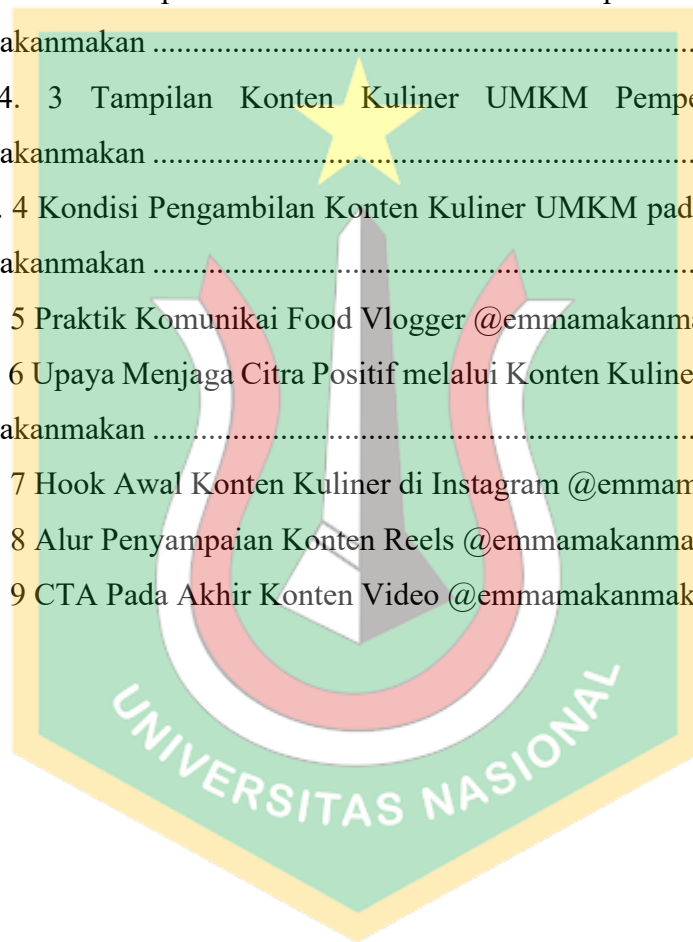 akanmakan
4. 3 Tampilan Konten Kuliner UMKM Pempe
akanmakan
. 4 Kondisi Pengambilan Konten Kuliner UMKM pad
akanmakan
5 Praktik Komunikai Food Vlogger @emmamakanma
6 Upaya Menjaga Citra Positif melalui Konten Kuline
akanmakan
7 Hook Awal Konten Kuliner di Instagram @emmam
8 Alur Penyampaian Konten Reels @emmamakanma
9 CTA Pada Akhir Konten Video @emmamakanmak
UNIVERSITAS NASIONAL